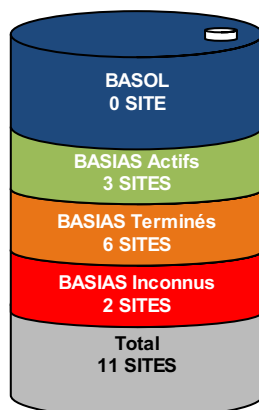 BASOL
0 SITE
BASIAS Actifs
3 SITES
BASIAS Terminés
6 SITES
BASIAS Inconnus
2 SITES
Total
11 SITES